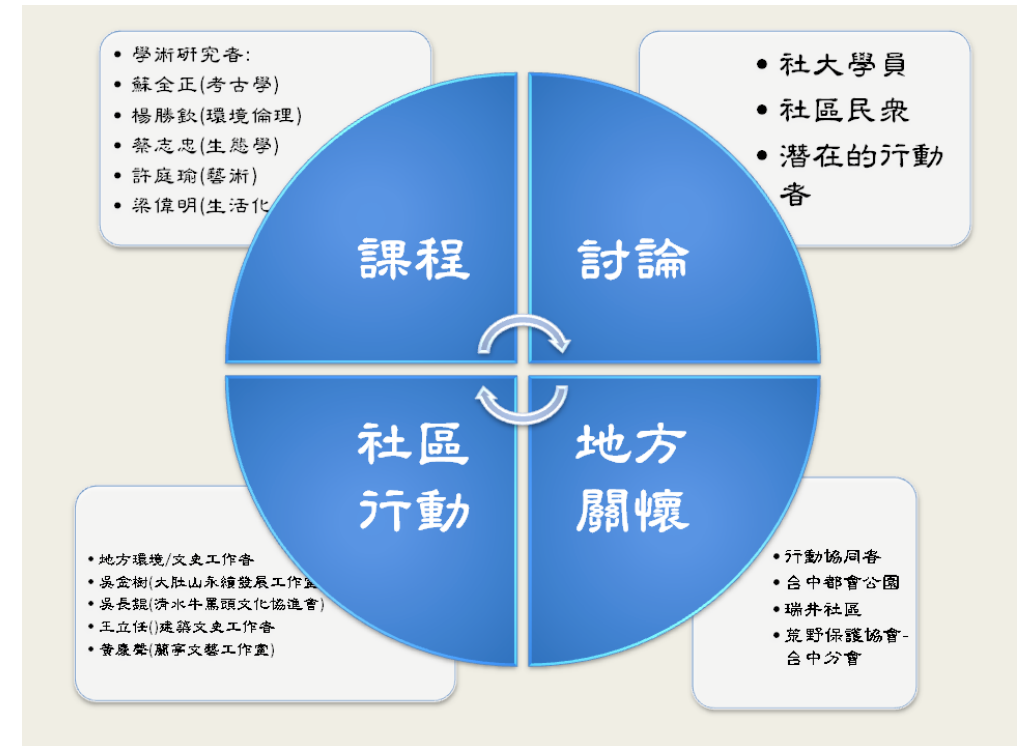 • 學術研究者:
• 蘇全正(考古學)
• 楊勝欽(環境倫理)
• 蔡志忠(生態學)
• 許庭瑜(藝術)
• 梁偉明(生活化
• 社大學員
• 社區民眾
• 潛在的行動
者
課程
討論
社區
行動
地方
關懷
• 地方環境/文史工作者
• 吳金樹(大肚山永續發展工作室
• 吳長錕(清水牛罵頭文化協進會)
• 王立任()建築文史工作者
• 黃慶聲(蘭亭文藝工作室)
• 行動協同者
• 台中都會公園
• 瑞井社區
• 荒野保護協會-
台中分會